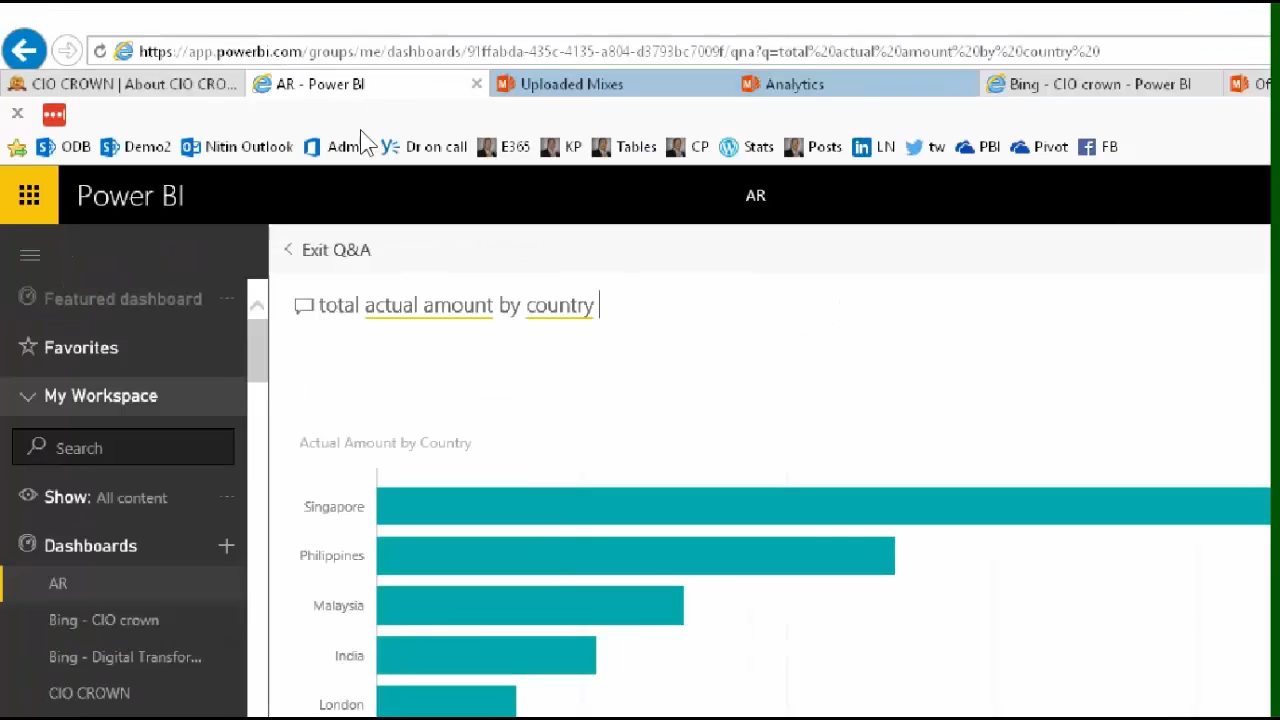 https://app.powerbi.com/groups/me/dashboards/91ffabda-435c-4135-a804-d3793bc7009f/qna?q=total%20actual%20amount%20by%20country%20
CIO CROWN | About CIO CRO... AR - Power BI Uploaded Mixes Analytics Bing - CIO crown - Power BI
ODB Demo2 Nitin Outlook Adm Dr on call E365 KP Tables CP Stats Posts LN tw PBI Pivot FB
Power BI AR
Exit Q&A
Featured dashboard ...
total actual amount by country
Favorites
My Workspace
Search
Actual Amount by Country
Show: All content ...
Singapore
Dashboards +
Philippines
AR
Malaysia
Bing - CIO crown
India
Bing - Digital Transfor...
CIO CROWN
London